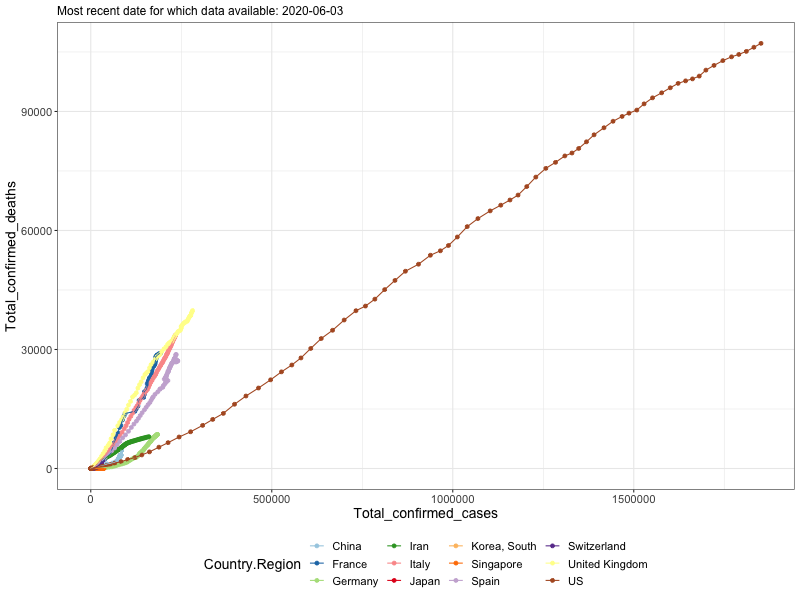 Most recent date for which data available: 2020-06-03
Total_confirmed_deaths
90000
60000
30000
0
0 500000 1000000 1500000
Total_confirmed_cases
Country.Region
China Iran Korea, South Switzerland
France Italy Singapore United Kingdom
Germany Japan Spain US